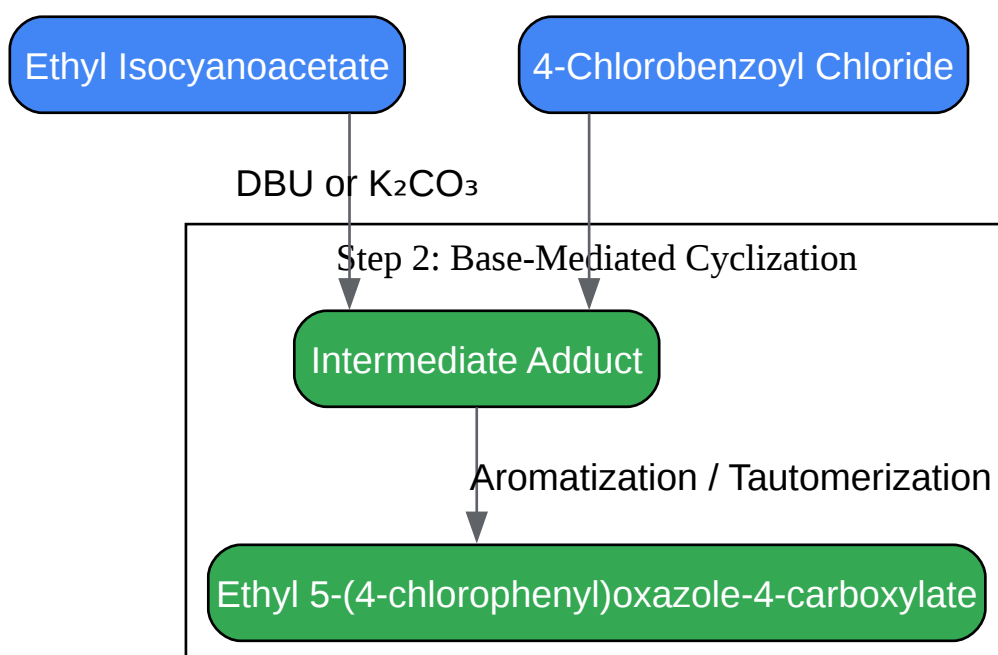 Ethyl Isocyanoacetate
4-Chlorobenzoyl Chloride
DBU or K₂CO₃
Step 2: Base-Mediated Cyclization
Intermediate Adduct
Aromatization / Tautomerization
Ethyl 5-(4-chlorophenyl)oxazole-4-carboxylate